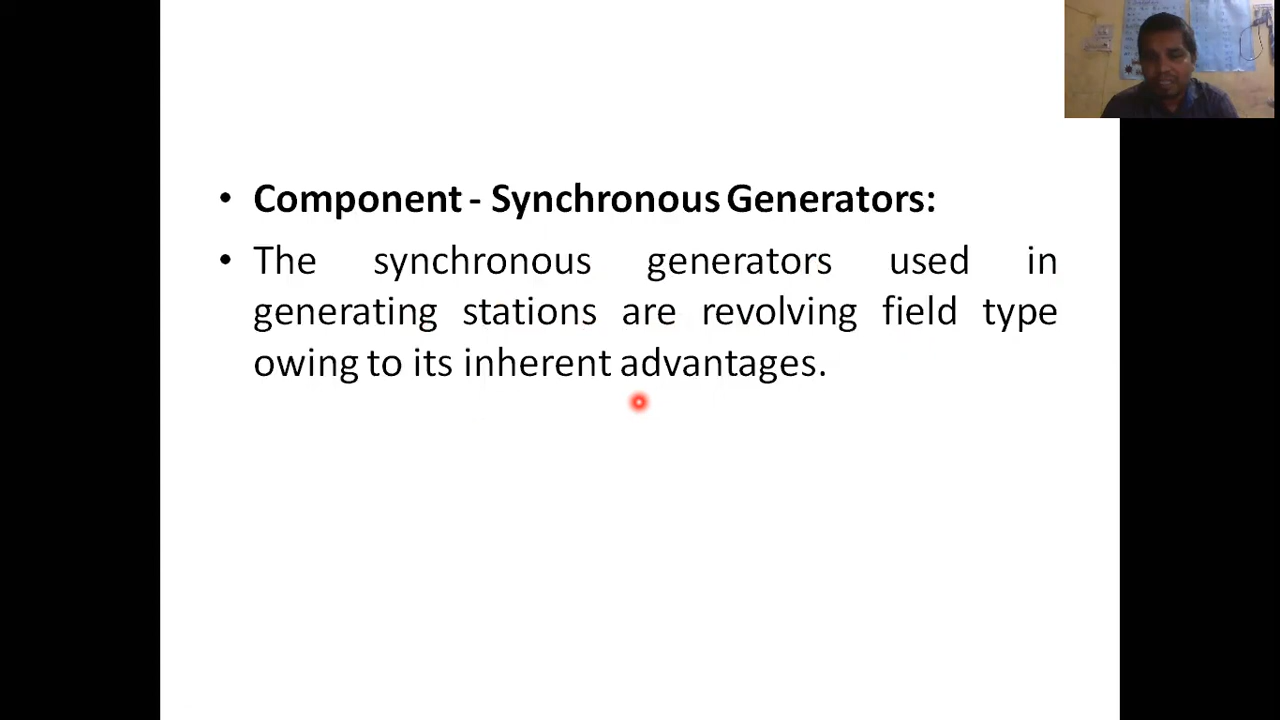 • Component - Synchronous Generators:
• The synchronous generators used in
generating stations are revolving field type
owing to its inherent advantages.